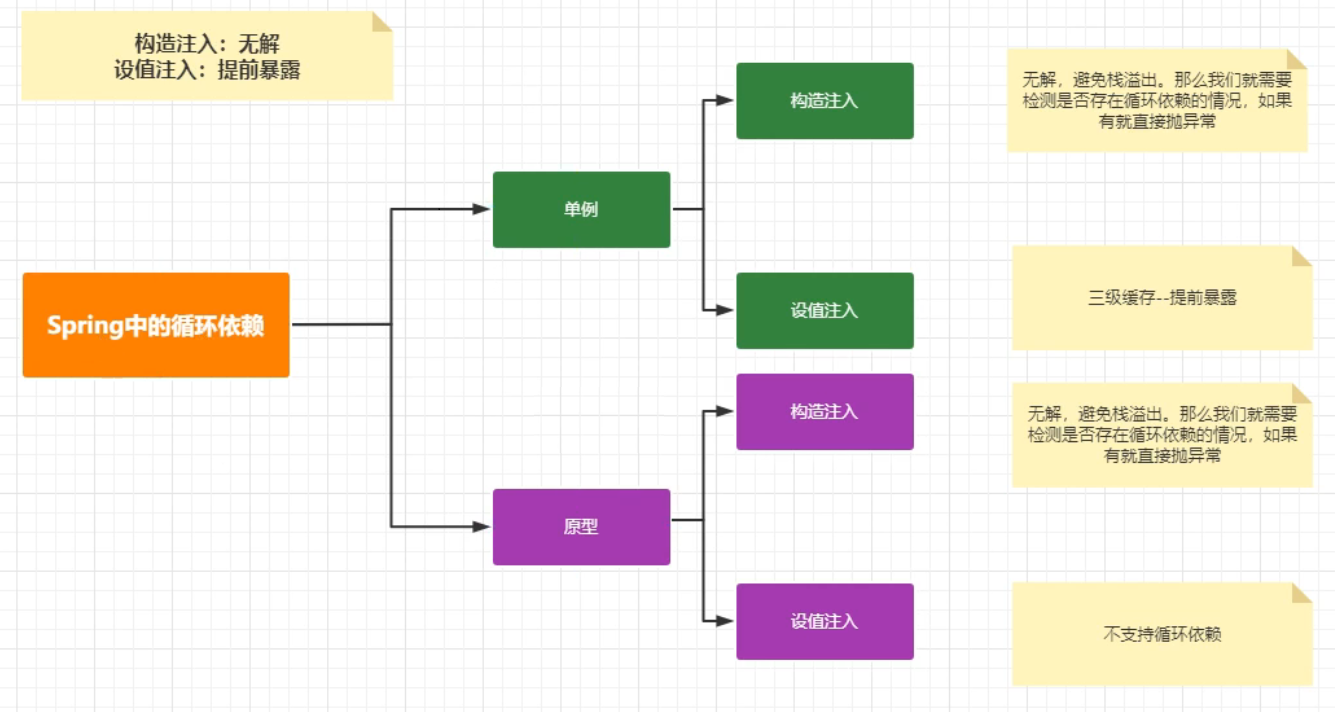 构造注入：无解
设值注入：提前暴露
构造注入
无解，避免栈溢出。那么我们就需要
检测是否存在循环依赖的情况，如果
有就直接抛异常
单例
Spring中的循环依赖
设值注入
三级缓存--提前暴露
构造注入
无解，避免栈溢出。那么我们就需要
检测是否存在循环依赖的情况，如果
有就直接抛异常
原型
设值注入
不支持循环依赖